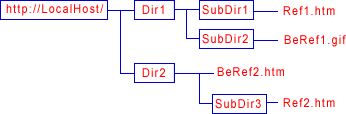 http://LocalHost/
Dir1
SubDir1
Ref1.htm
SubDir2
BeRef1.gif
Dir2
BeRef2.htm
SubDir3
Ref2.htm